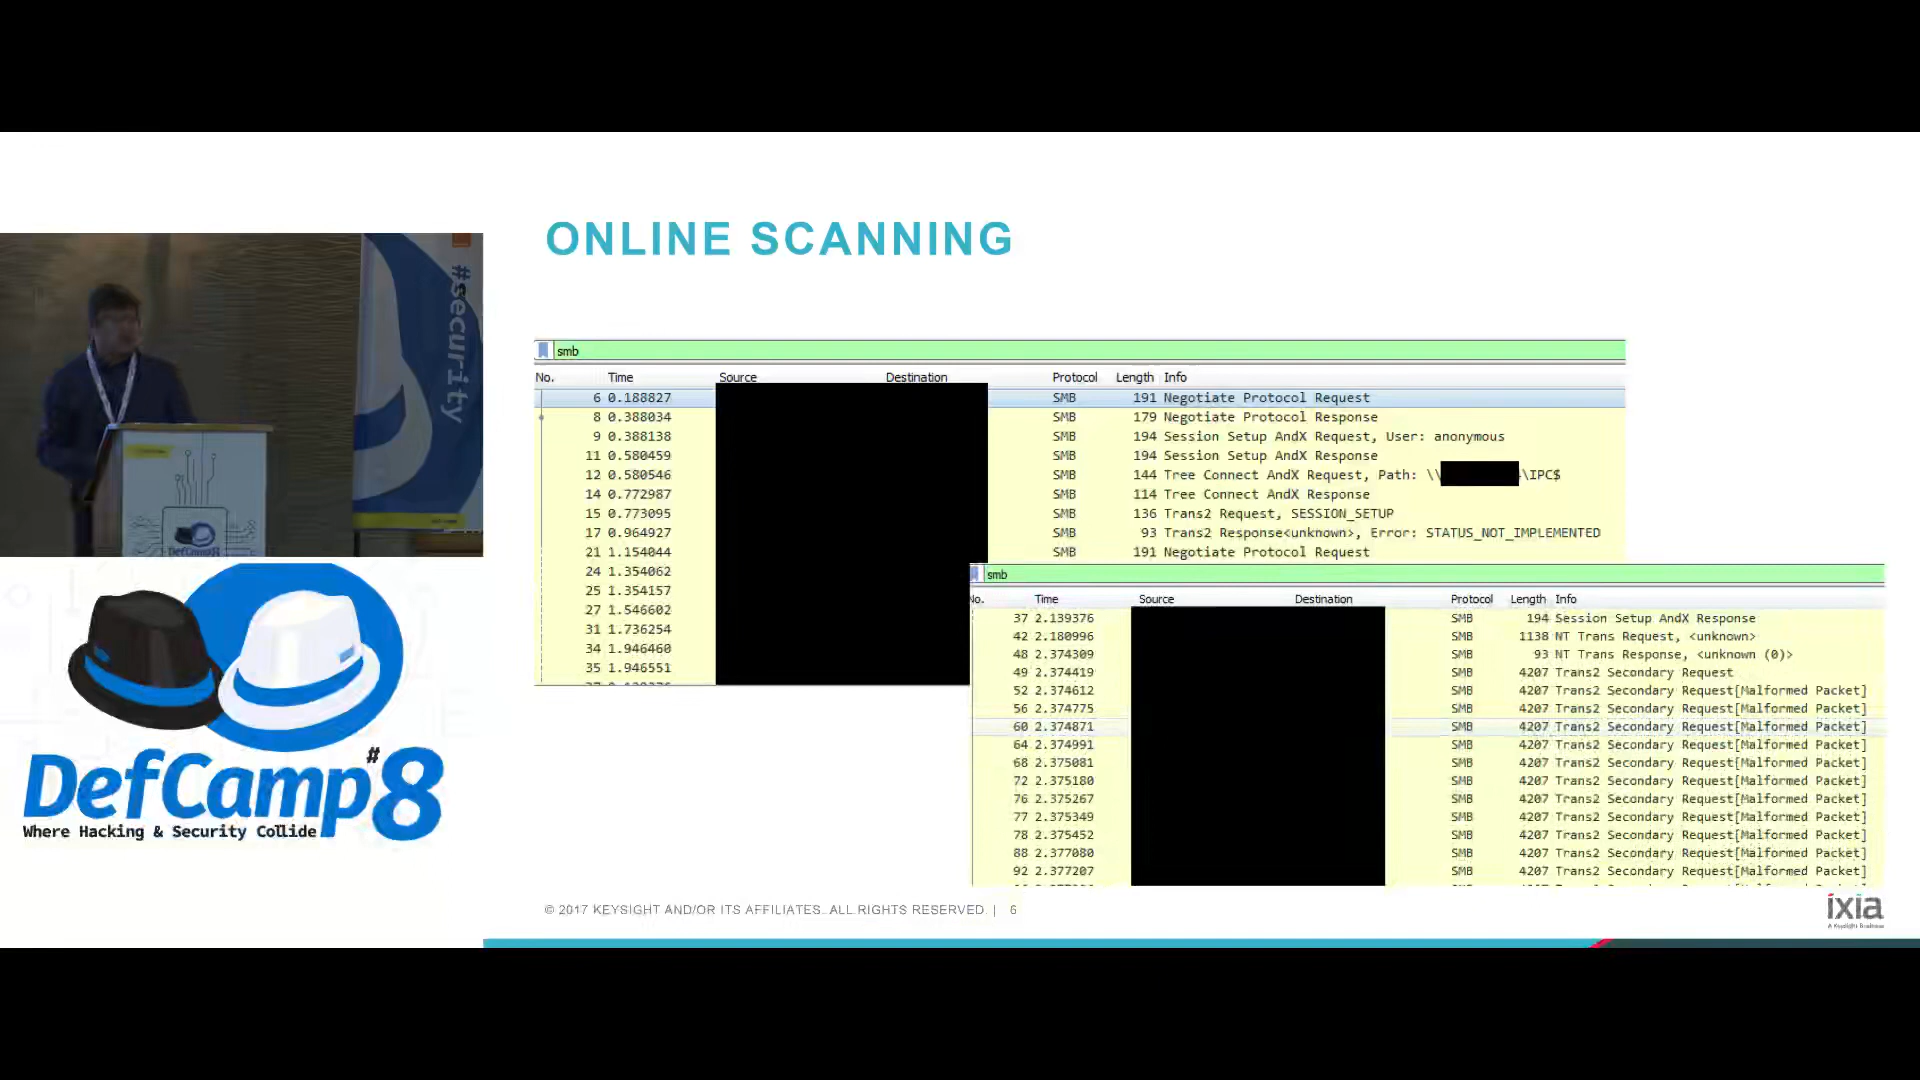 ONLINE SCANNING
#security
smb
No. Time Source Destination Protocol Length Info
6 0.188827 SMB 191 Negotiate Protocol Request
8 0.388034 SMB 179 Negotiate Protocol Response
9 0.388138 SMB 194 Session Setup AndX Request, User: anonymous
11 0.580459 SMB 194 Session Setup AndX Response
12 0.580546 SMB 144 Tree Connect AndX Request, Path: \\ \IPC$
14 0.772987 SMB 114 Tree Connect AndX Response
15 0.773095 SMB 136 Trans2 Request, SESSION_SETUP
17 0.964927 SMB 93 Trans2 Response<unknown>, Error: STATUS_NOT_IMPLEMENTED
21 1.154044 SMB 191 Negotiate Protocol Request
24 1.354062
25 1.354157
27 1.546602
31 1.736254
34 1.946460
35 1.946551
smb
No. Time Source Destination Protocol Length Info
37 2.139376 SMB 194 Session Setup AndX Response
42 2.180996 SMB 1138 NT Trans Request, <unknown>
48 2.374309 SMB 93 NT Trans Response, <unknown (0)>
49 2.374419 SMB 4207 Trans2 Secondary Request
52 2.374612 SMB 4207 Trans2 Secondary Request[Malformed Packet]
56 2.374775 SMB 4207 Trans2 Secondary Request[Malformed Packet]
60 2.374871 SMB 4207 Trans2 Secondary Request[Malformed Packet]
64 2.374991 SMB 4207 Trans2 Secondary Request[Malformed Packet]
68 2.375081 SMB 4207 Trans2 Secondary Request[Malformed Packet]
72 2.375180 SMB 4207 Trans2 Secondary Request[Malformed Packet]
76 2.375267 SMB 4207 Trans2 Secondary Request[Malformed Packet]
77 2.375349 SMB 4207 Trans2 Secondary Request[Malformed Packet]
78 2.375452 SMB 4207 Trans2 Secondary Request[Malformed Packet]
88 2.377080 SMB 4207 Trans2 Secondary Request[Malformed Packet]
92 2.377207 SMB 4207 Trans2 Secondary Request[Malformed Packet]
DefCamp8
DefCamp#8
Where Hacking & Security Collide
© 2017 KEYSIGHT AND/OR ITS AFFILIATES. ALL RIGHTS RESERVED. | 6
ixia
A Keysight Business